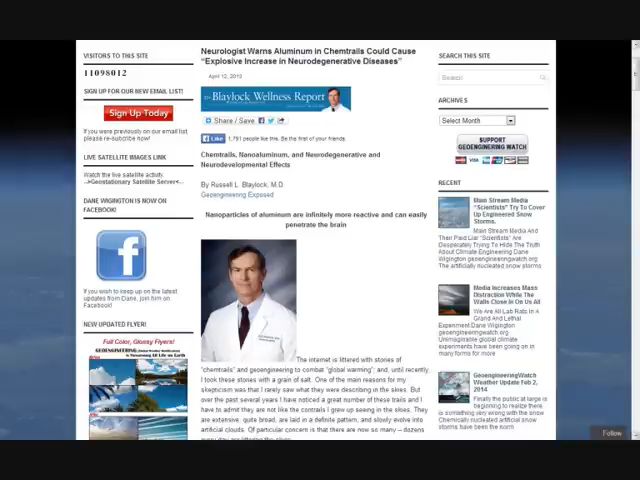 VISITORS TO THIS SITE
11098012
SIGN UP FOR OUR NEW EMAIL LIST!
Sign Up Today
If you were previously on our email list,
please re-subscribe now!
LIVE SATELLITE IMAGES LINK
Watch the live satellite activity.
-->Geostationary Satellite Server<--
DANE WIGINGTON IS NOW ON
FACEBOOK!
If you wish to keep up on the latest
updates from Dane, join him on
Facebook!
NEW UPDATED FLYER!
Full Color, Glossy Flyers!
GEOENGINEERING
Neurologist Warns Aluminum in Chemtrails Could Cause
“Explosive Increase in Neurodegenerative Diseases”
April 12, 2013
The Blaylock Wellness Report
Share / Save
Like
1,791 people like this. Be the first of your friends.
Chemtrails, Nanoaluminum, and Neurodegenerative and
Neurodevelopmental Effects
By Russell L. Blaylock, M.D
Geoengineering Exposed
Nanoparticles of aluminum are infinitely more reactive and can easily
penetrate the brain
The internet is littered with stories of
“chemtrails” and geoengineering to combat “global warming”; and, until recently,
I took these stories with a grain of salt. One of the main reasons for my
skepticism was that I rarely saw what they were describing in the skies. But
over the past several years I have noticed a great number of these trails and I
have to admit they are not like the contrails I grew up seeing in the skies. They
are extensive, quite broad, are laid in a definite pattern, and slowly evolve into
artificial clouds. Of particular concern is that there are now so many – dozens
every day are littering the skies.
SEARCH THIS SITE
Search
ARCHIVES
Select Month
SUPPORT
GEOENGINEERING WATCH
RECENT
Main Stream Media
“Scientists” Try To Cover
Up Engineered Snow
Storms.
Main Stream Media And
Their Paid List “Scientists” Are
Desperately Trying To Hide The Truth
About Climate Engineering Dane
Wigington geoengineeringwatch.org
The artificially nucleated snow storms
Media Increases Mass
Distraction While The
Walls Close In On Us All
We Are All Lab Rats In A
Grand And Lethal
Experiment Dane Wigington
geoengineeringwatch.org
Unimaginable global climate
experiments have been going on in
many forms for more
GeoengineeringWatch
Weather Update Feb 2,
2014
Finally the public at large is
beginning to realize there
is something very wrong with the snow
Chemically nucleated artificial snow
storms have been the norm
Follow